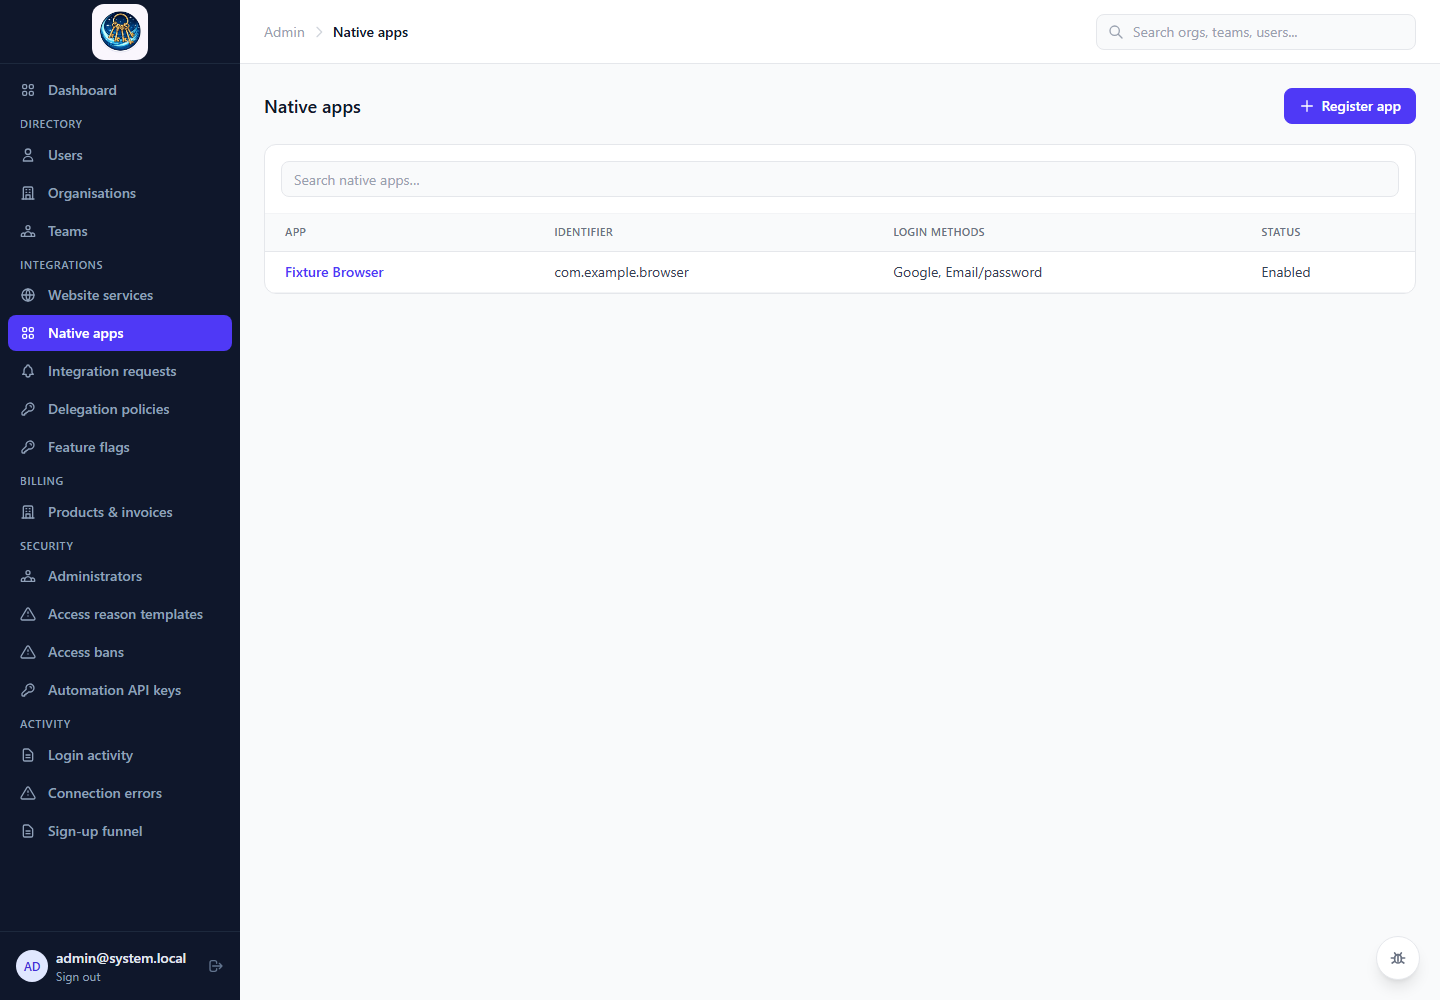 Admin > Native apps
Search orgs, teams, users...
Dashboard
DIRECTORY
Users
Organisations
Teams
INTEGRATIONS
Website services
Native apps
Integration requests
Delegation policies
Feature flags
BILLING
Products & invoices
SECURITY
Administrators
Access reason templates
Access bans
Automation API keys
ACTIVITY
Login activity
Connection errors
Sign-up funnel
AD
admin@system.local
Sign out
Native apps
Register app
Search native apps...
APP IDENTIFIER LOGIN METHODS STATUS
Fixture Browser com.example.browser Google, Email/password Enabled